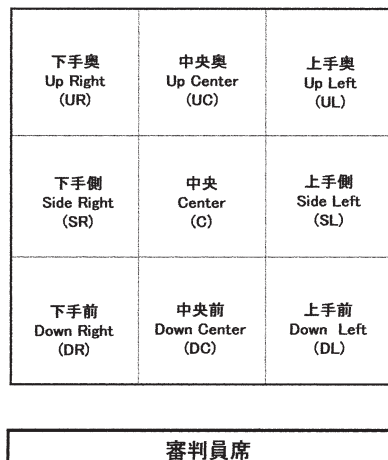 下手奥
Up Right
(UR)
中央奥
Up Center
(UC)
上手奥
Up Left
(UL)
下手側
Side Right
(SR)
中央
Center
(C)
上手側
Side Left
(SL)
下手前
Down Right
(DR)
中央前
Down Center
(DC)
上手前
Down Left
(DL)
審判員席